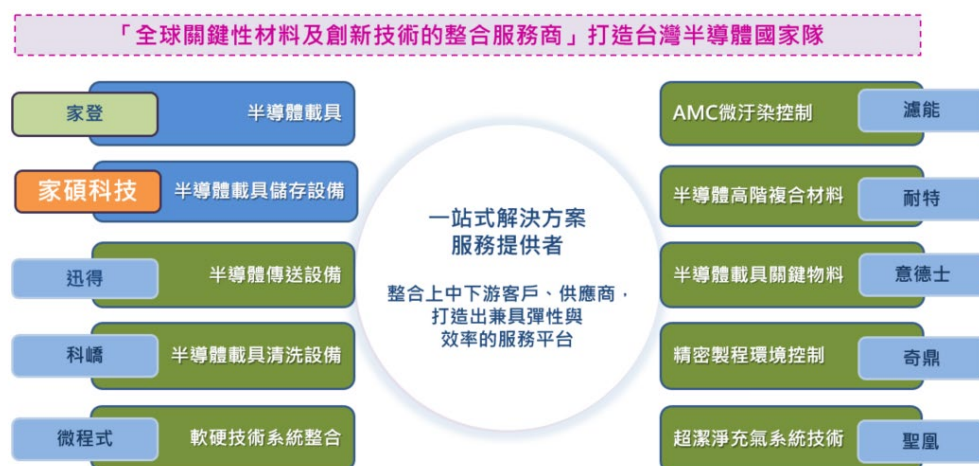 「全球關鍵性材料及創新技術的整合服務商」打造台灣半導體國家隊
家登
半導體載具
家碩科技
半導體載具儲存設備
迅得
半導體傳送設備
科嶠
半導體載具清洗設備
微程式
軟硬技術系統整合
一站式解決方案
服務提供者
整合上中下游客戶、供應商，
打造出兼具彈性與
效率的服務平台
AMC微汙染控制
濾能
半導體高階複合材料
耐特
半導體載具關鍵物料
意德士
精密製程環境控制
奇鼎
超潔淨充氣系統技術
聖凰